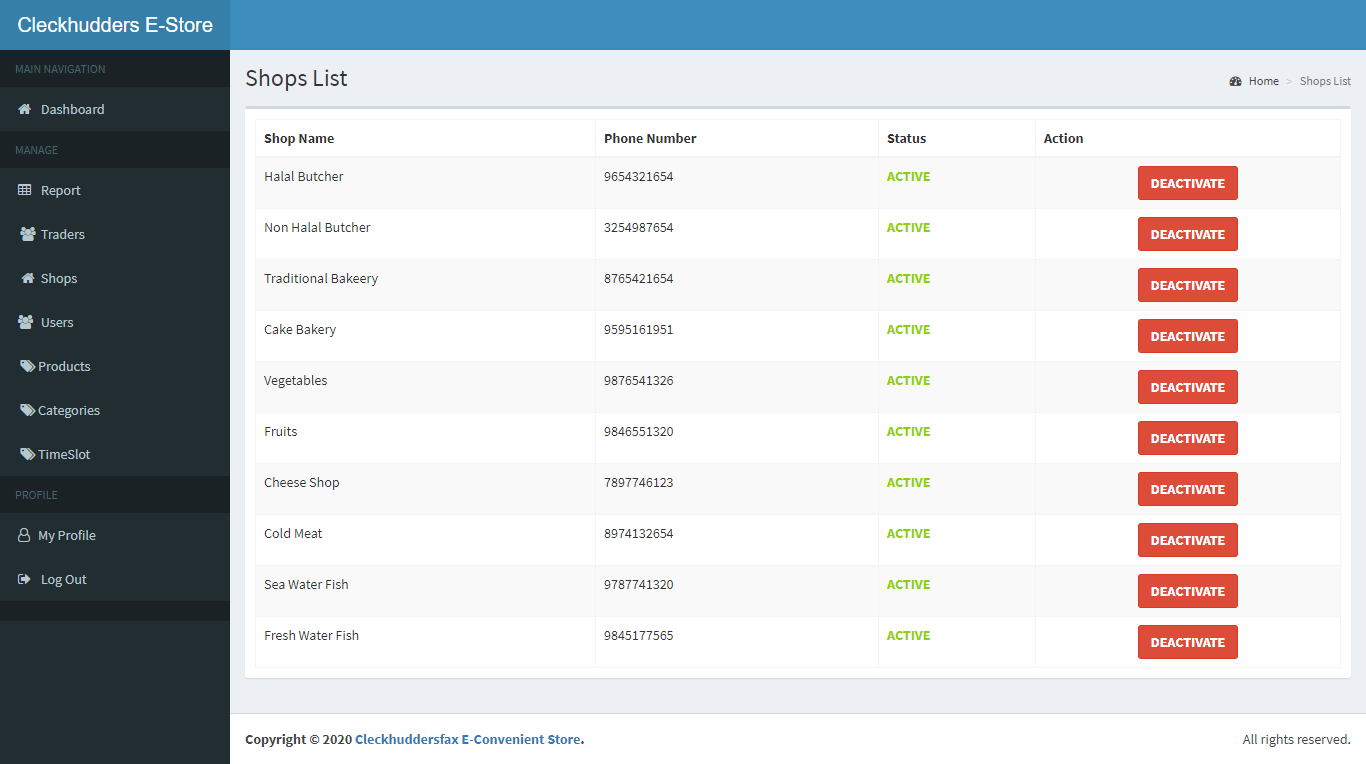 Cleckhudders E-Store
MAIN NAVIGATION
Dashboard
MANAGE
Report
Traders
Shops
Users
Products
Categories
TimeSlot
PROFILE
My Profile
Log Out
Shops List
Home > Shops List
Shop Name Phone Number Status Action
Halal Butcher 9654321654 ACTIVE DEACTIVATE
Non Halal Butcher 3254987654 ACTIVE DEACTIVATE
Traditional Bakeery 8765421654 ACTIVE DEACTIVATE
Cake Bakery 9595161951 ACTIVE DEACTIVATE
Vegetables 9876541326 ACTIVE DEACTIVATE
Fruits 9846551320 ACTIVE DEACTIVATE
Cheese Shop 7897746123 ACTIVE DEACTIVATE
Cold Meat 8974132654 ACTIVE DEACTIVATE
Sea Water Fish 9787741320 ACTIVE DEACTIVATE
Fresh Water Fish 9845177565 ACTIVE DEACTIVATE
Copyright © 2020 Cleckhuddersfax E-Convenient Store. All rights reserved.